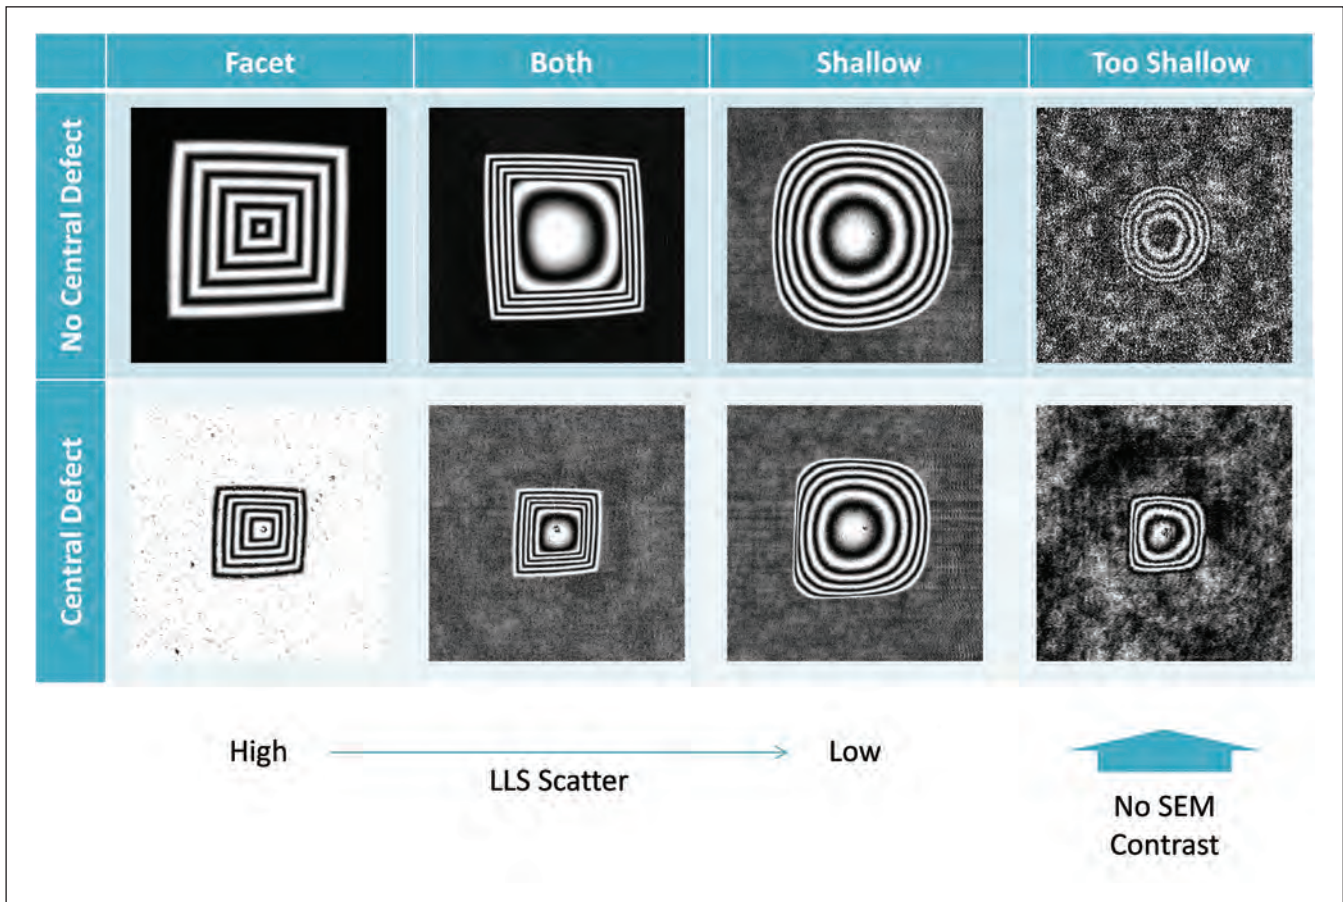 Facet
Both
Shallow
Too Shallow
No Central Defect
Central Defect
High
Low
LLS Scatter
No SEM
Contrast